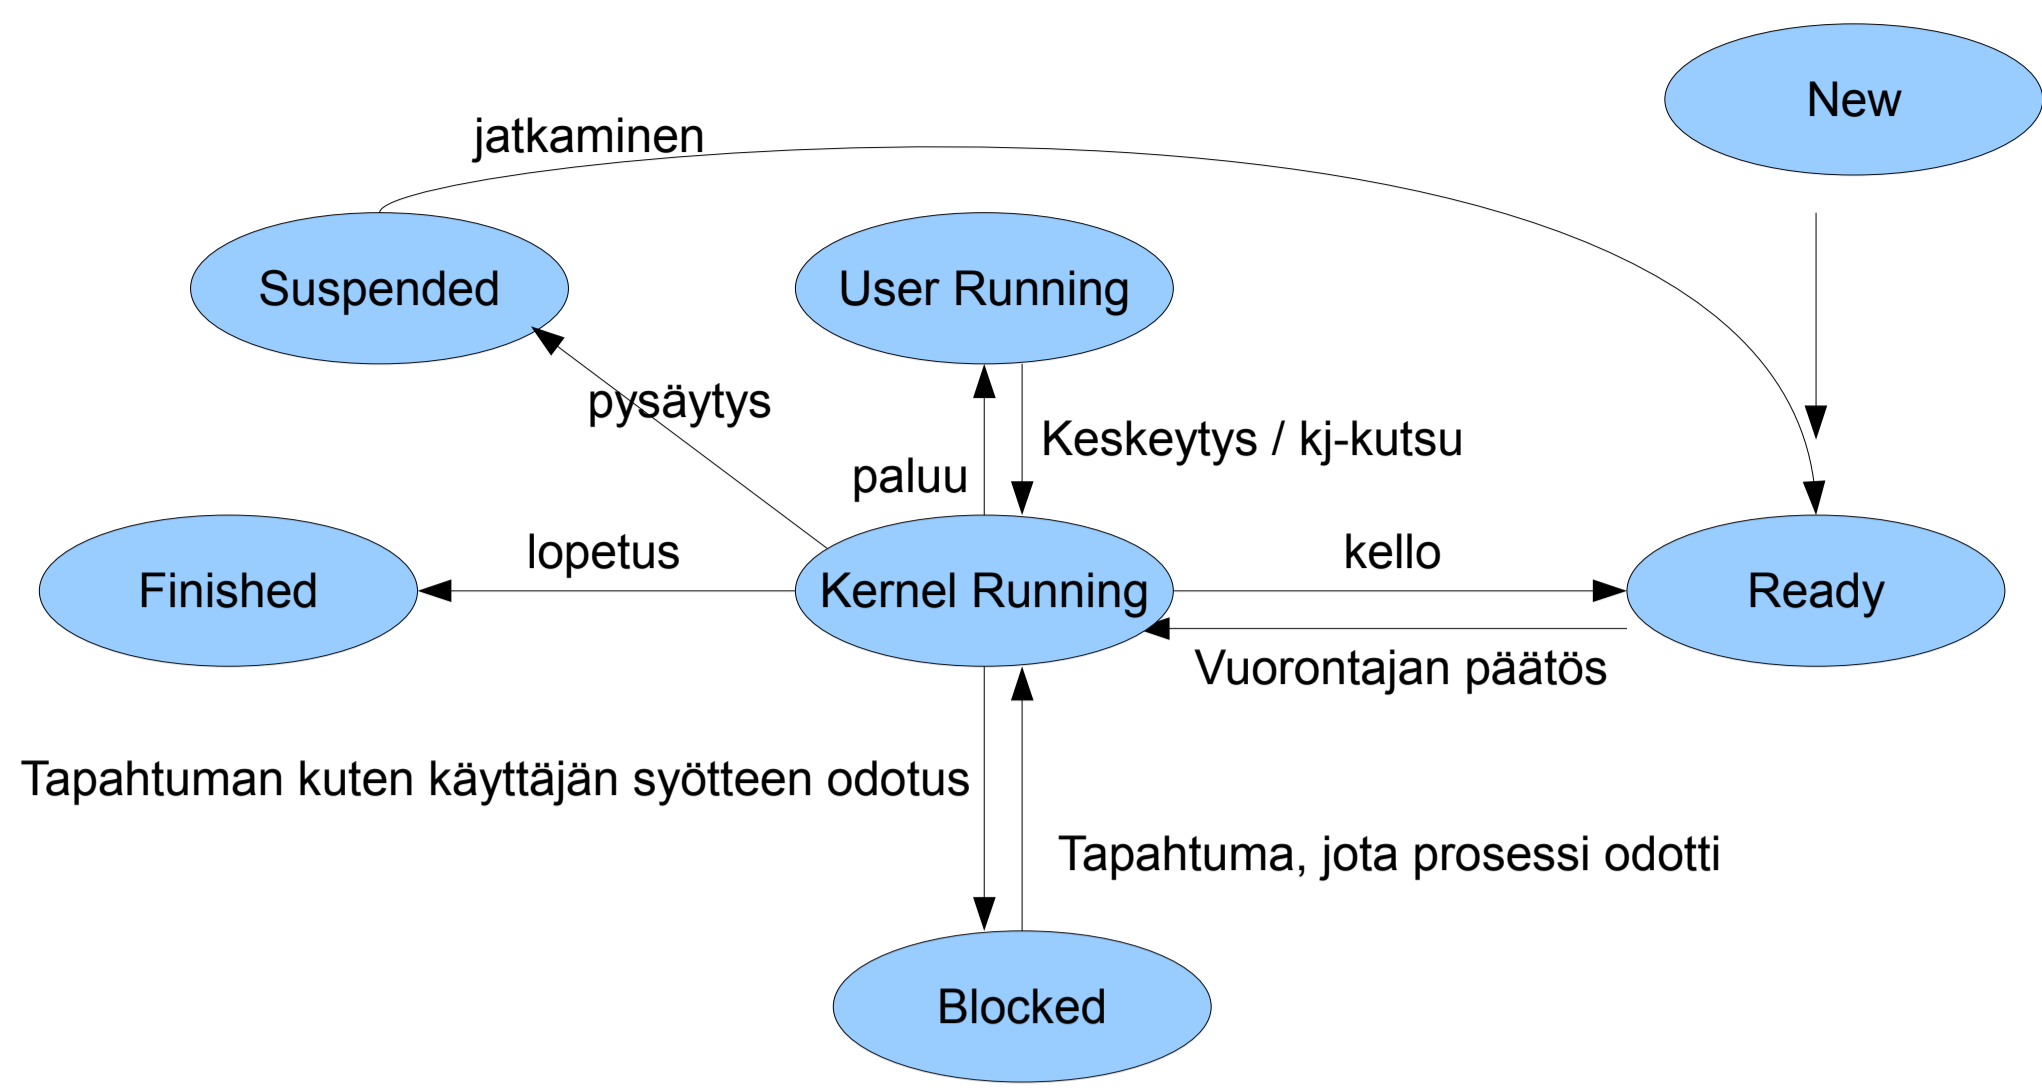 New
jatkaminen
Suspended
User Running
pysäytys
Keskeytys / kj-kutsu
paluu
lopetus
kello
Finished
Kernel Running
Ready
Vuorontajan päätös
Tapahtuman kuten käyttäjän syötteen odotus
Tapahtuma, jota prosessi odotti
Blocked